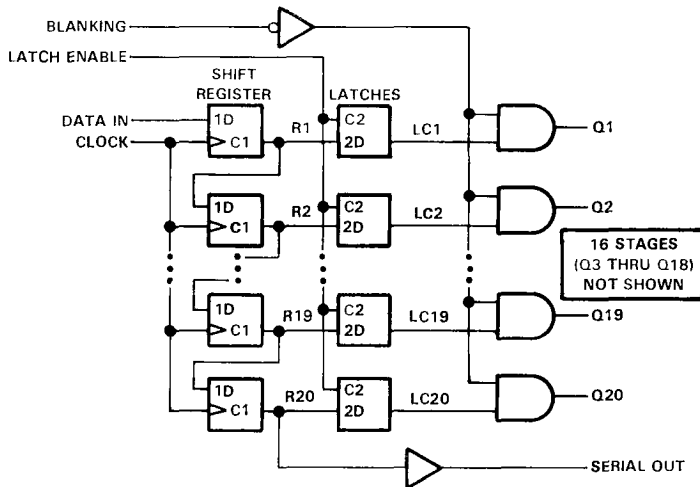 BLANKING
LATCH ENABLE
SHIFT
REGISTER
LATCHES
DATA IN
CLOCK
1D
C1
R1
C2
2D
LC1
Q1
1D
C1
R2
C2
2D
LC2
Q2
16 STAGES
(Q3 THRU Q18)
NOT SHOWN
1D
C1
R19
C2
2D
LC19
Q19
1D
C1
R20
C2
2D
LC20
Q20
SERIAL OUT